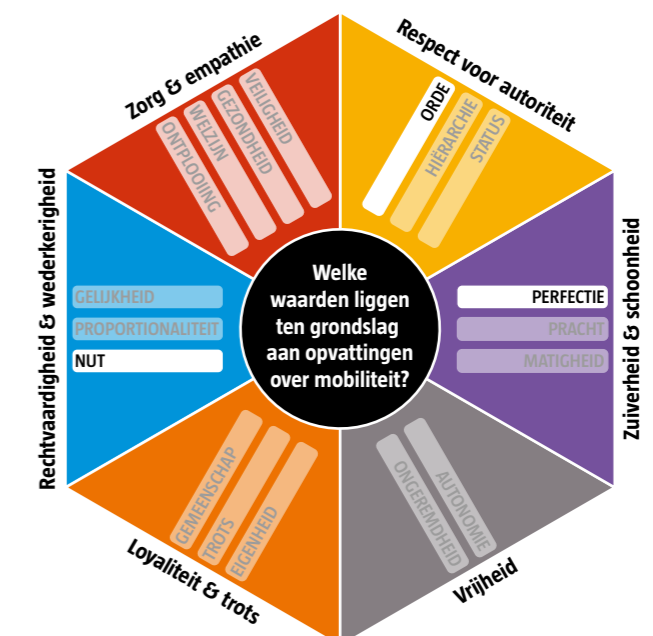 Zorg & empathie
ONTPLOOIING
WELZIJN
GEZONDHEID
VEILIGHEID
Respect voor autoriteit
ORDE
HIËRARCHIE
STATUS
Rechtvaardigheid & wederkerigheid
GELIJKHEID
PROPORTIONALITEIT
NUT
Welke
waarden liggen
ten grondslag
aan opvattingen
over mobiliteit?
PERFECTIE
PRACHT
MATIGHEID
Zuiverheid & schoonheid
GEMEENSCHAP
TROTS
EIGENHEID
Loyaliteit & trots
ONGEREMDHEID
AUTONOMIE
Vrijheid